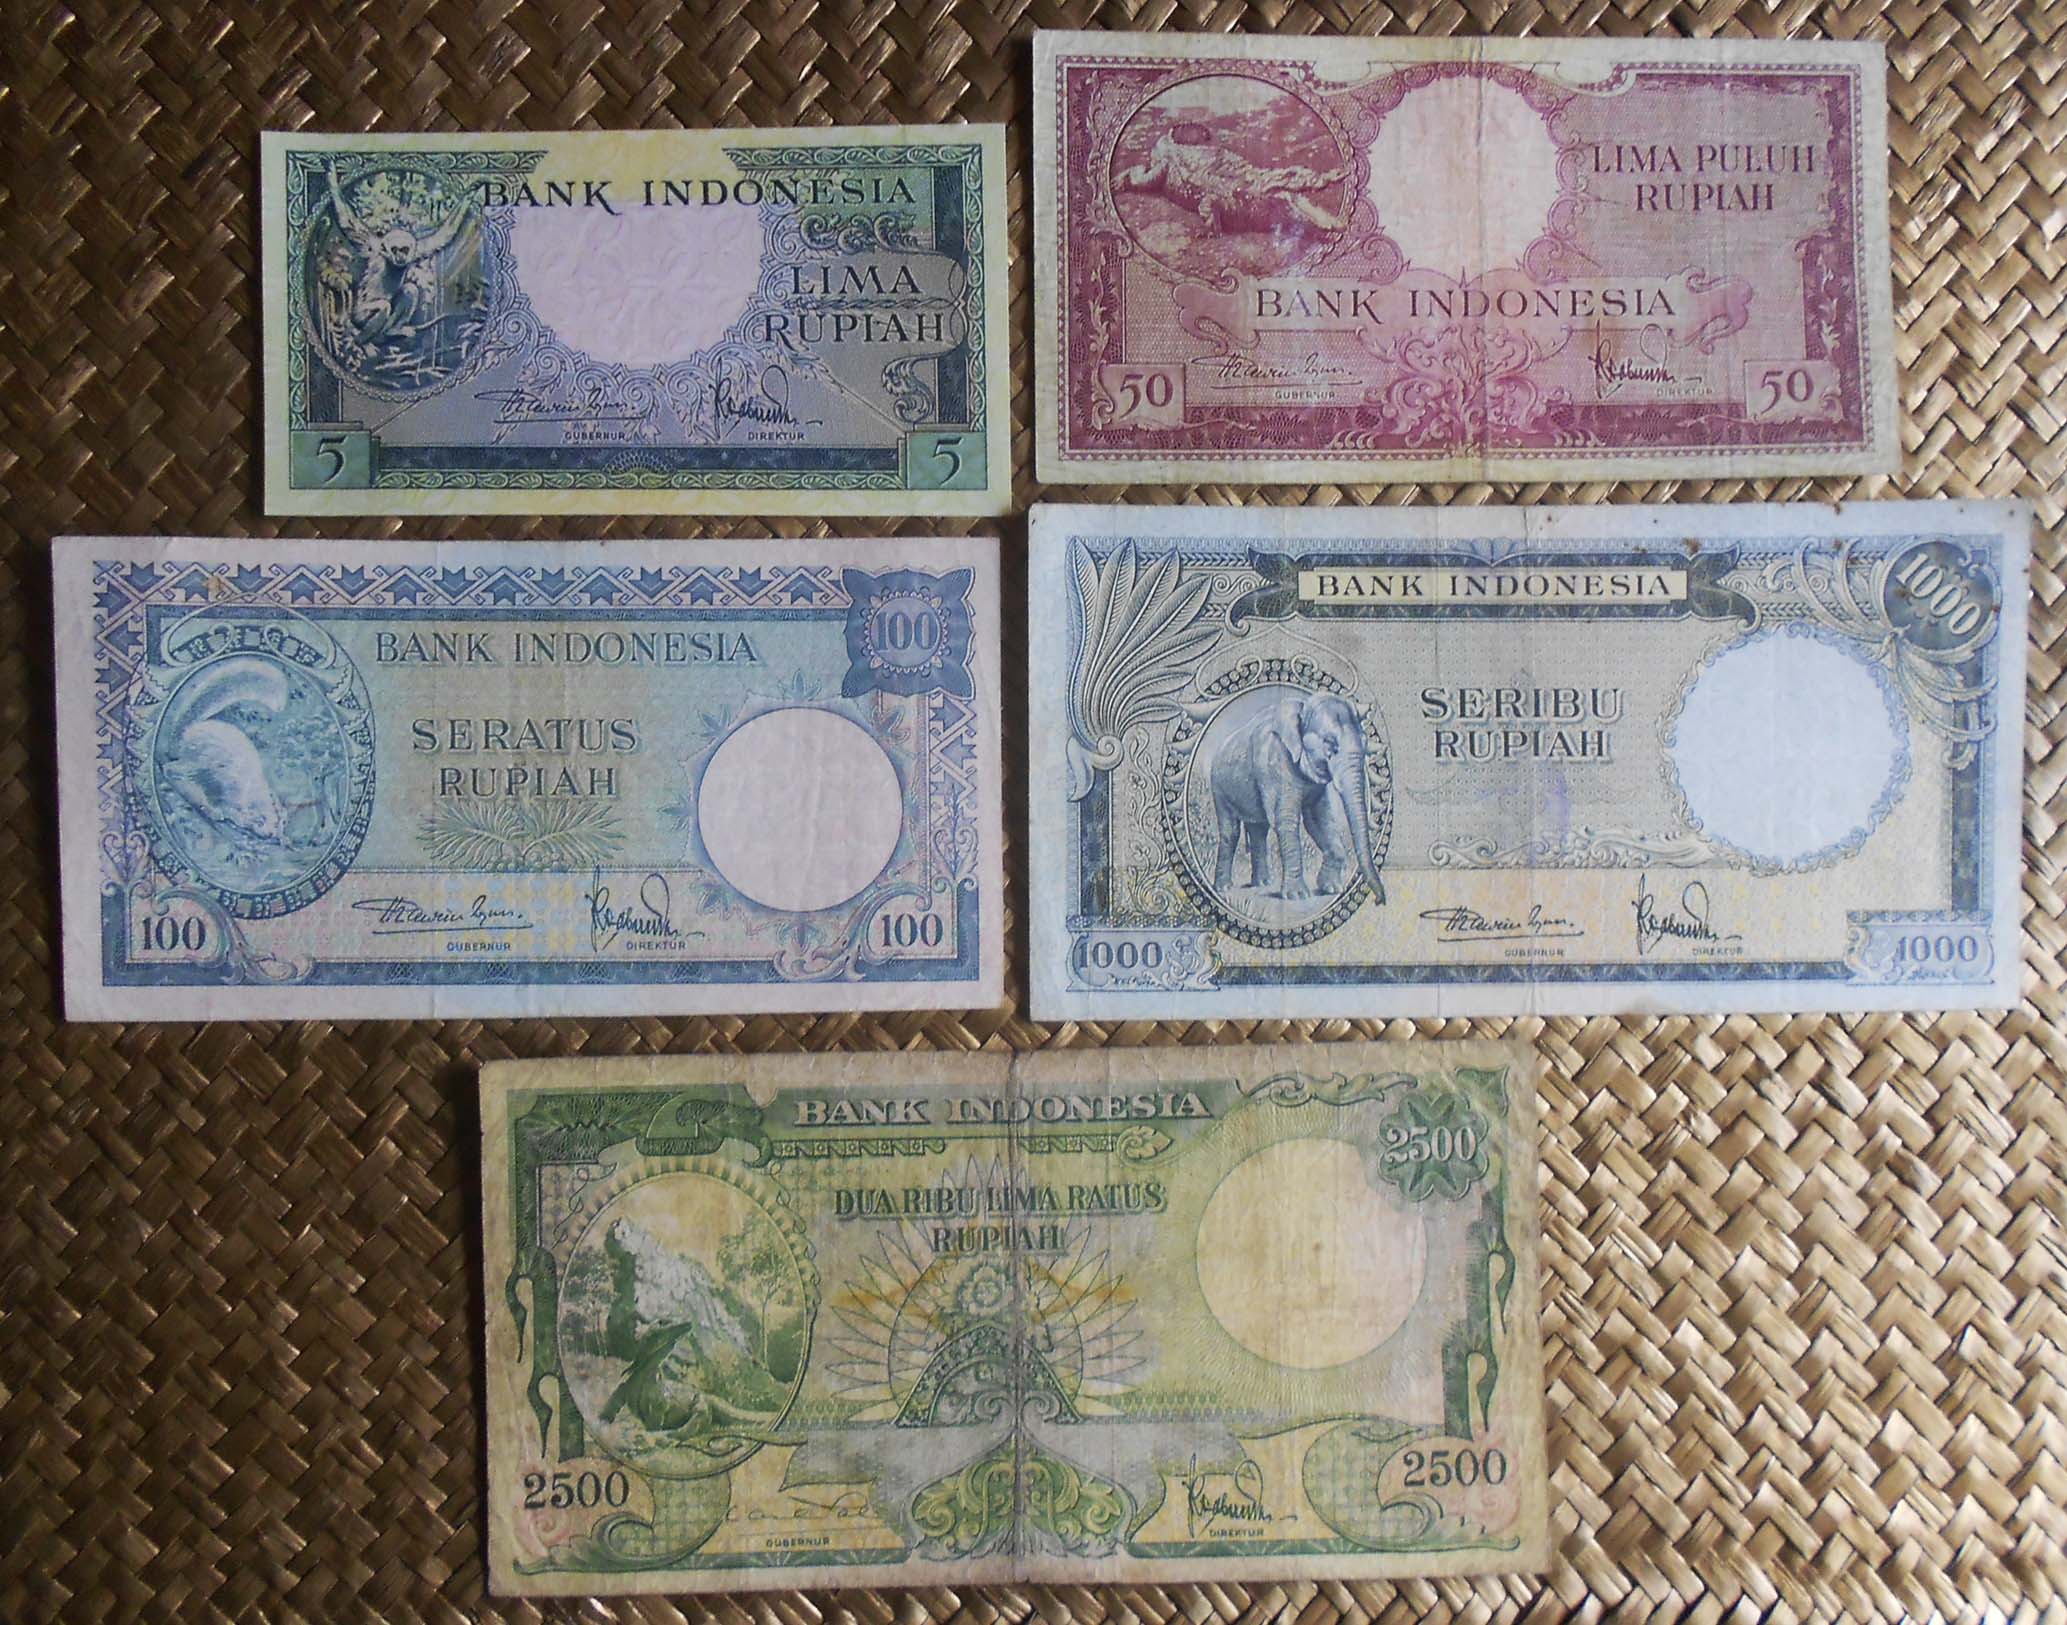 BANK INDONESIA
LIMA
RUPIAH
GUBERNUR
DIREKTUR
5
5
LIMA PULUH
RUPIAH
BANK INDONESIA
GUBERNUR
DIREKTUR
50
50
100
BANK INDONESIA
SERATUS
RUPIAH
GUBERNUR
DIREKTUR
100
100
1000
BANK INDONESIA
SERIBU
RUPIAH
GUBERNUR
DIREKTUR
1000
1000
BANK INDONESIA
2500
DUA RIBU LIMA RATUS
RUPIAH
2500
2500
GUBERNUR
DIREKTUR